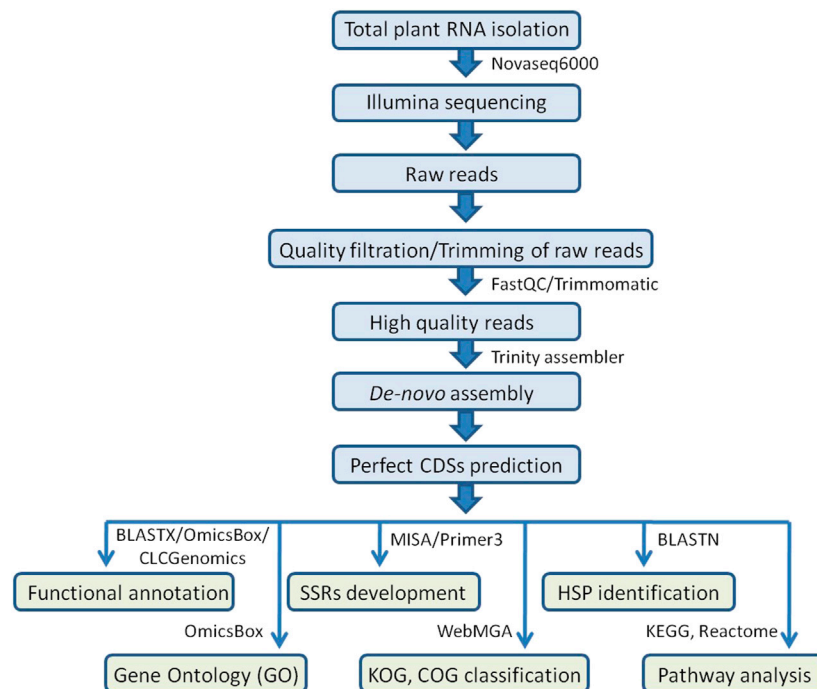 Total plant RNA isolation
Novaseq6000
Illumina sequencing
Raw reads
Quality filtration/Trimming of raw reads
FastQC/Trimmomatic
High quality reads
Trinity assembler
De-novo assembly
Perfect CDSs prediction
BLASTX/OmicsBox/
CLCGenomics
MISA/Primer3
BLASTN
Functional annotation
SSRs development
HSP identification
OmicsBox
WebMGA
KEGG, Reactome
Gene Ontology (GO)
KOG, COG classification
Pathway analysis